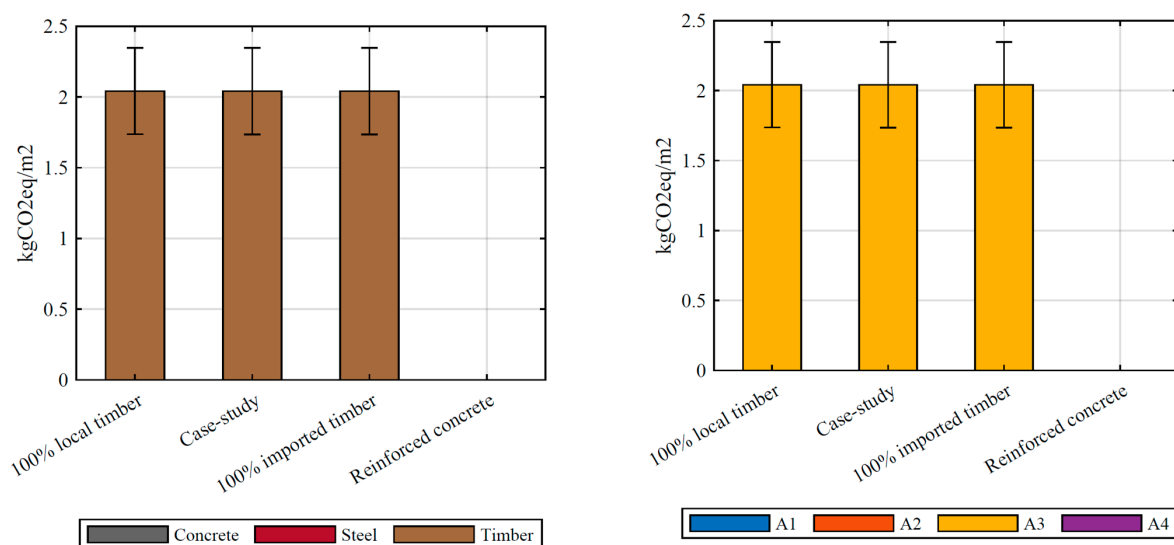 2.5
2
1.5
1
0.5
0
kgCO2eq/m2
100% local timber
Case-study
100% imported timber
Reinforced concrete
Concrete Steel Timber
2.5
2
1.5
1
0.5
0
kgCO2eq/m2
100% local timber
Case-study
100% imported timber
Reinforced concrete
A1 A2 A3 A4